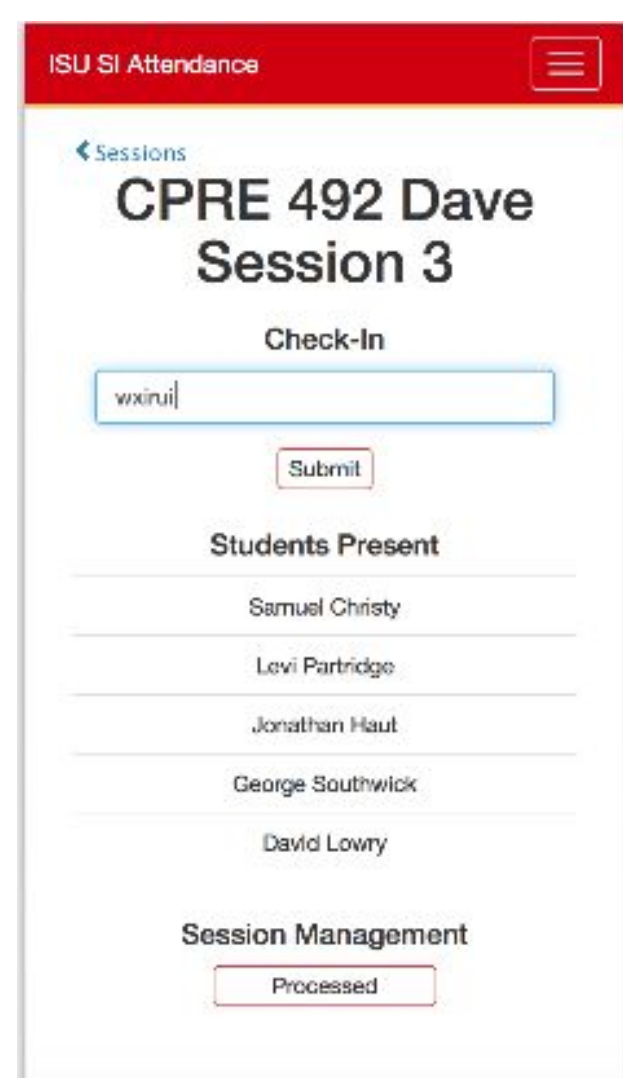 ISU SI Attendance
Sessions
CPRE 492 Dave
Session 3
Check-In
wxirui
Submit
Students Present
Samuel Christy
Levi Partridge
Jonathan Haut
George Southwick
David Lowry
Session Management
Processed